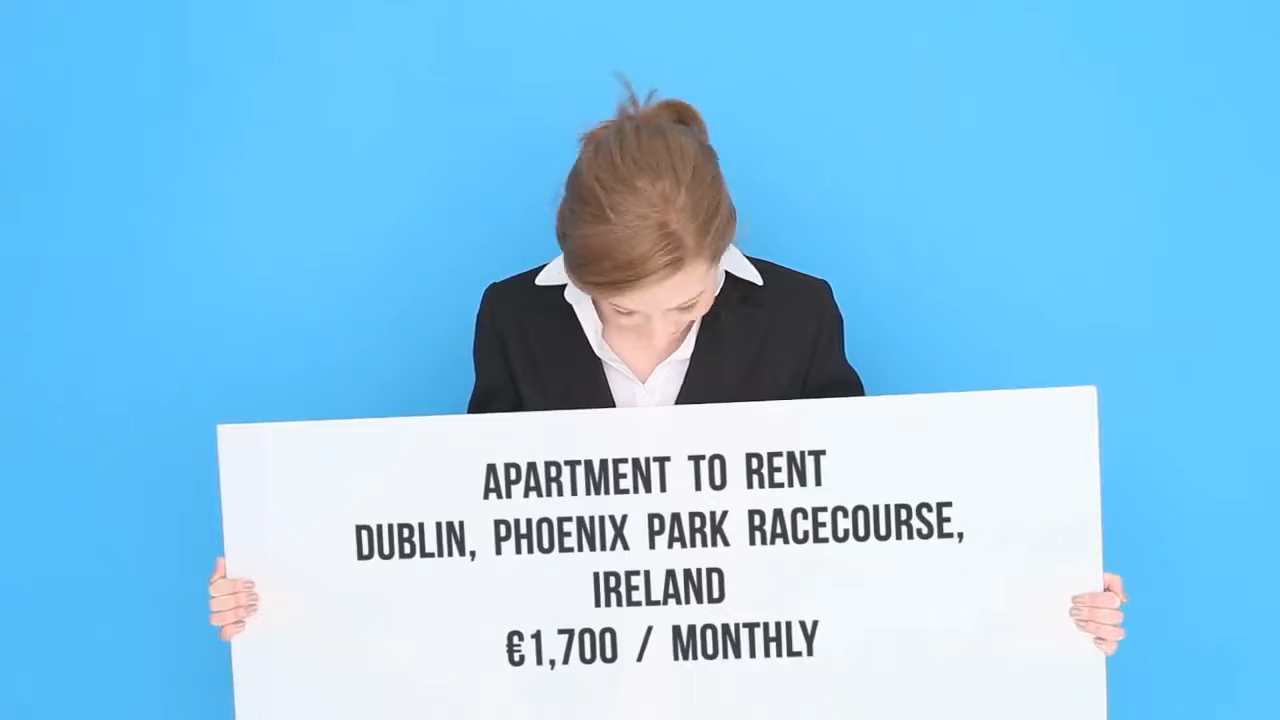 APARTMENT TO RENT
DUBLIN, PHOENIX PARK RACECOURSE,
IRELAND
€1,700 / MONTHLY